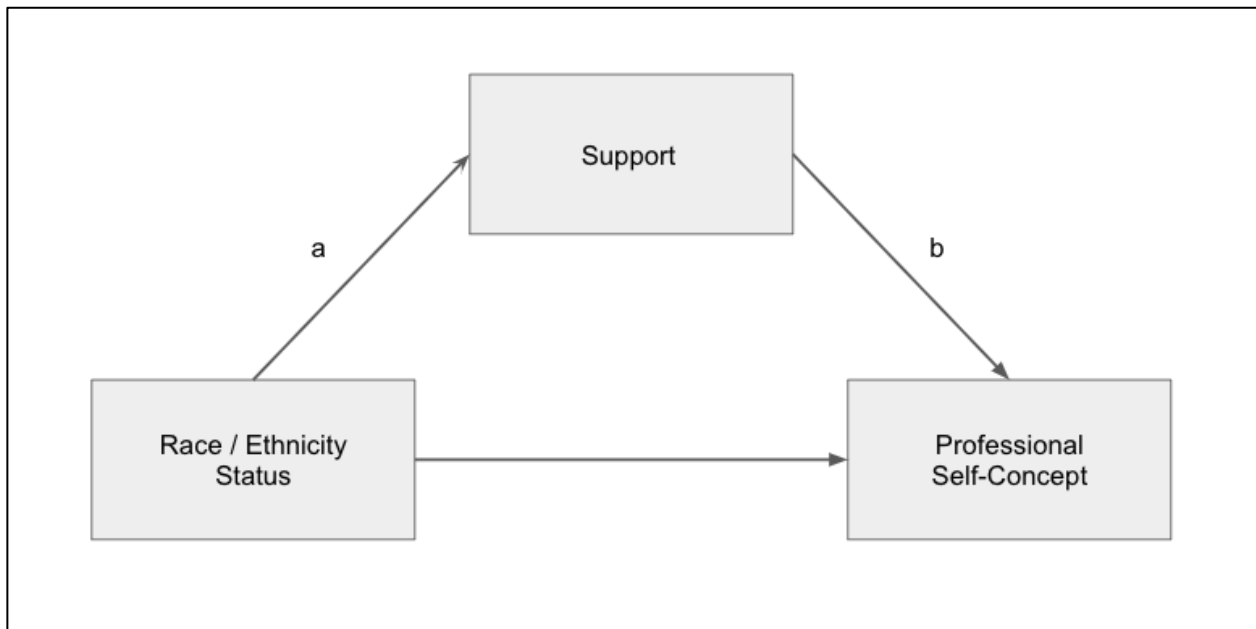 Support
a
b
Race / Ethnicity
Status
Professional
Self-Concept